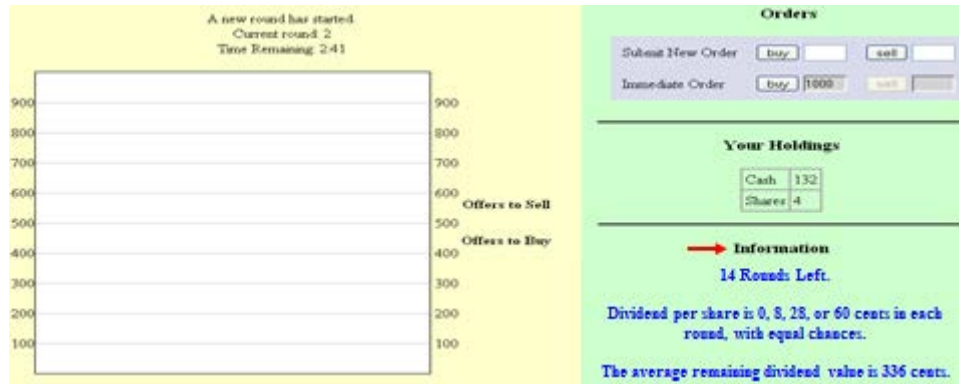 A new round has started
Current round: 2
Time Remaining: 2:41
900
800
700
600
500
400
300
200
100
900
800
700
600
500
400
300
200
100
Offers to Sell
Offers to Buy
Orders
Submit New Order buy sell
Immediate Order buy 1000 sell
Your Holdings
Cash 132
Shares 4
Information
14 Rounds Left.
Dividend per share is 0, 8, 28, or 60 cents in each
round, with equal chances.
The average remaining dividend value is 336 cents.